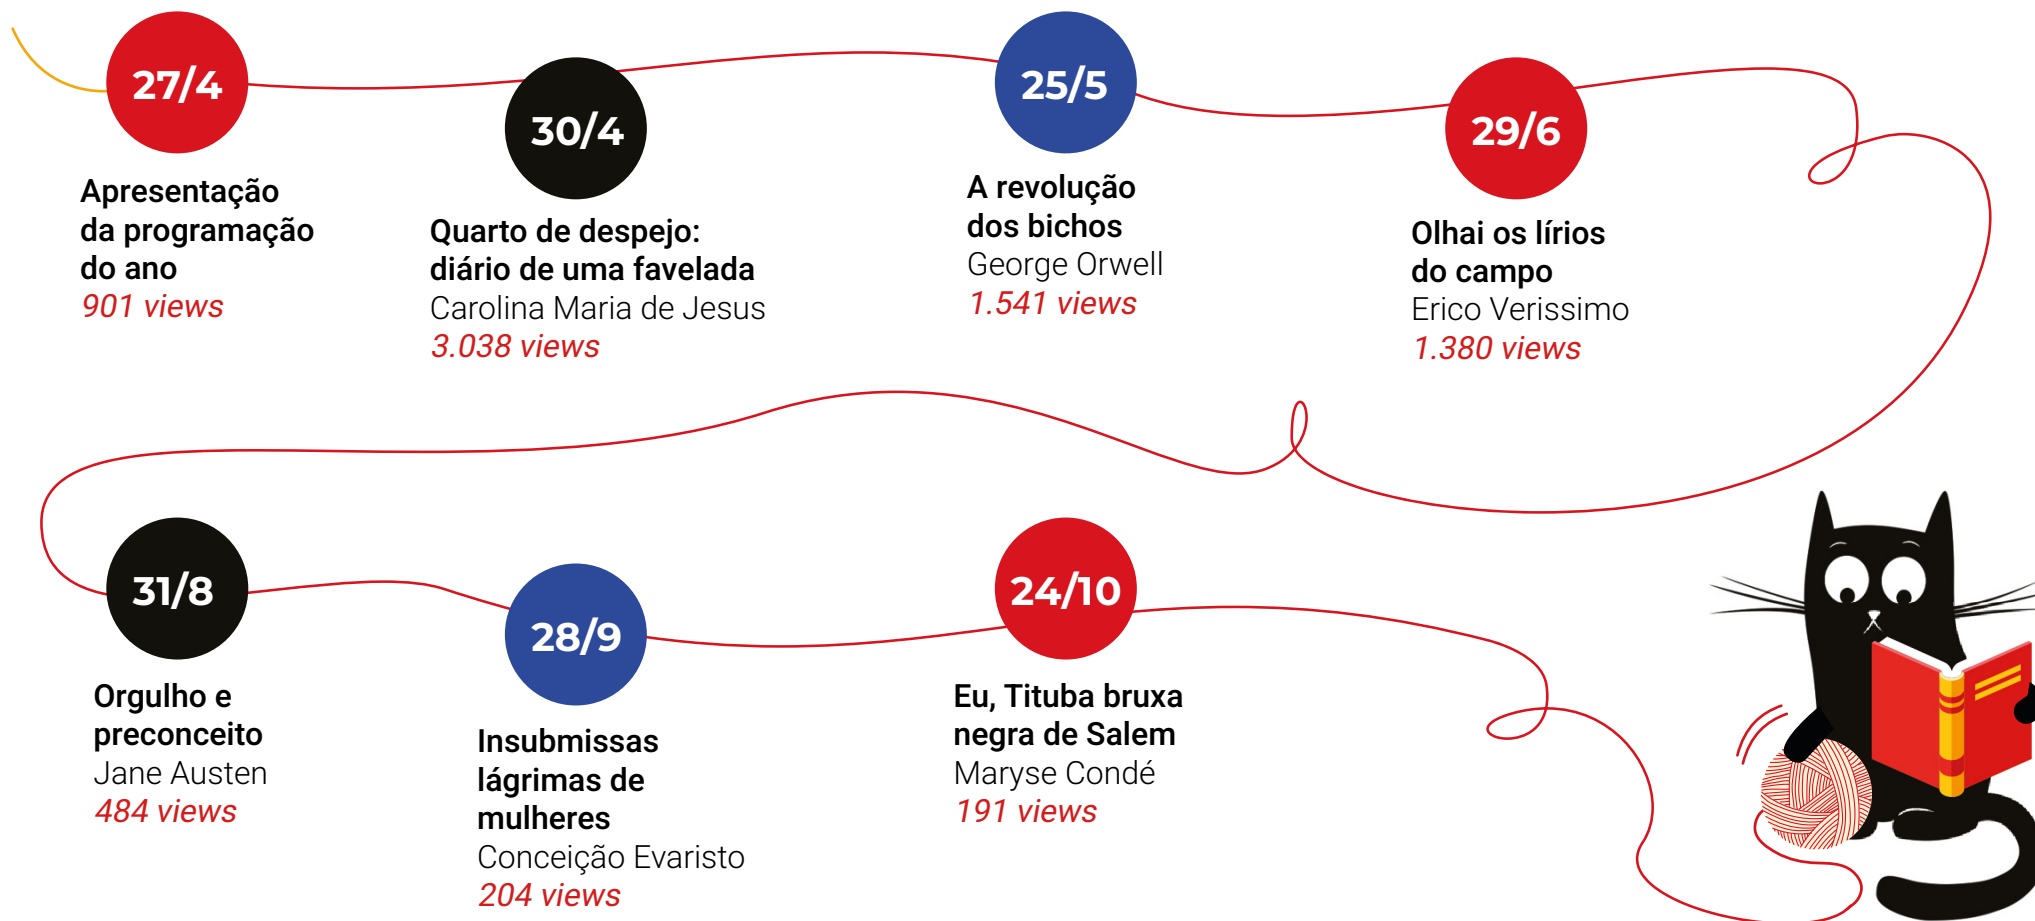 27/4
Apresentação
da programação
do ano
901 views
30/4
Quarto de despejo:
diário de uma favelada
Carolina Maria de Jesus
3.038 views
25/5
A revolução
dos bichos
George Orwell
1.541 views
29/6
Olhai os lírios
do campo
Erico Verissimo
1.380 views
31/8
Orgulho e
preconceito
Jane Austen
484 views
28/9
Insubmissas
lágrimas de
mulheres
Conceição Evaristo
204 views
24/10
Eu, Tituba bruxa
negra de Salem
Maryse Condé
191 views